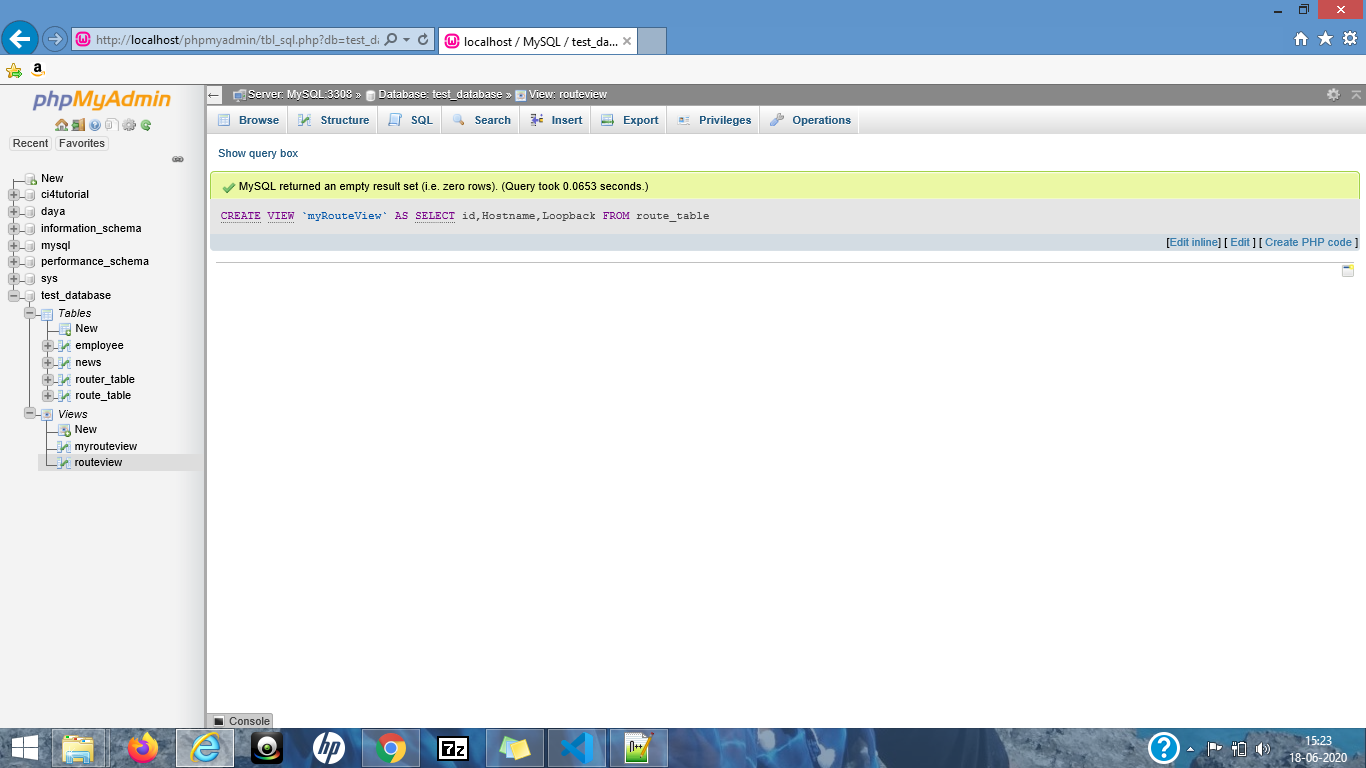 http://localhost/phpmyadmin/tbl_sql.php?db=test_da
localhost / MySQL / test_da...
phpMyAdmin
Recent Favorites
New
ci4tutorial
daya
information_schema
mysql
performance_schema
sys
test_database
Tables
New
employee
news
router_table
route_table
Views
New
myrouteview
routeview
Server: MySQL:3308 » Database: test_database » View: routeview
Browse Structure SQL Search Insert Export Privileges Operations
Show query box
MySQL returned an empty result set (i.e. zero rows). (Query took 0.0653 seconds.)
CREATE VIEW `myRouteView` AS SELECT id,Hostname,Loopback FROM route_table
[Edit inline] [ Edit ] [ Create PHP code ]
Console
15:23
18-06-2020